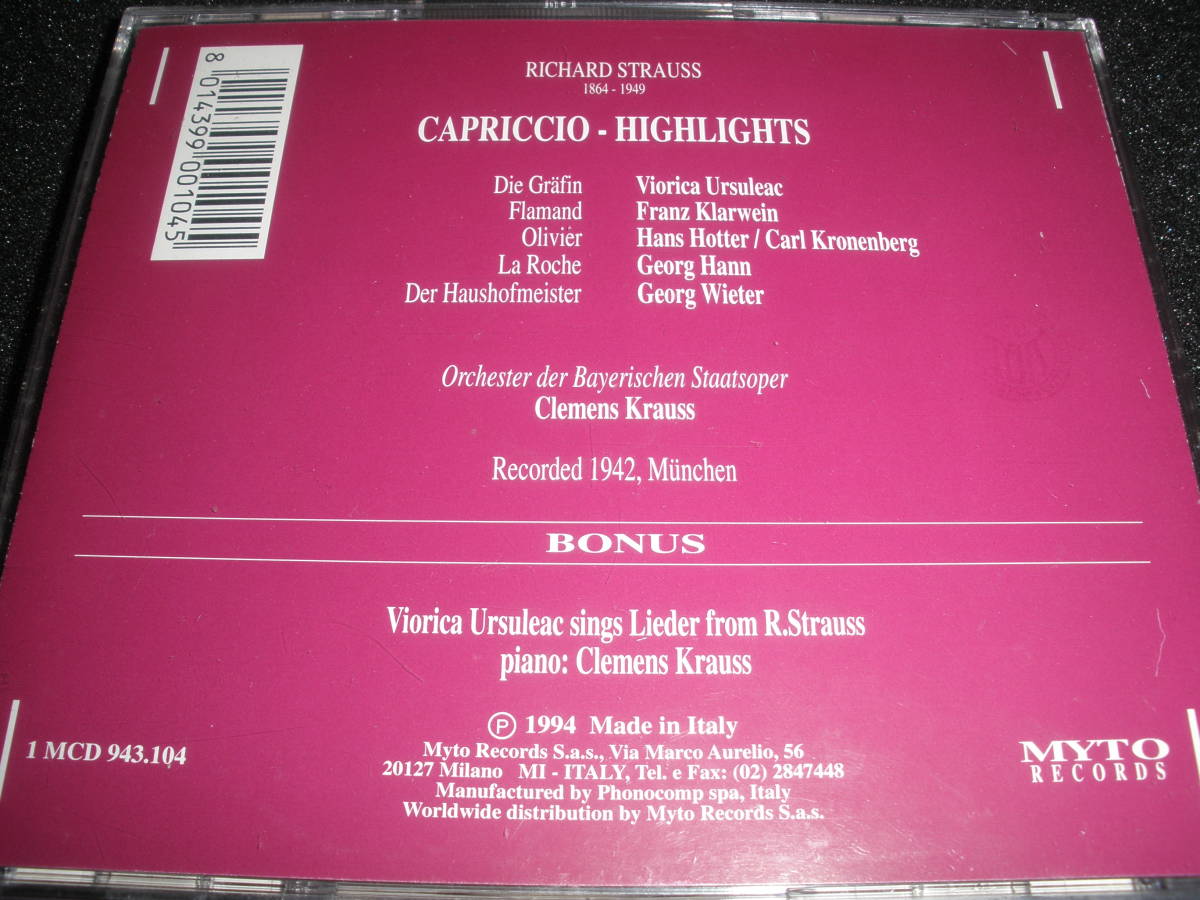 8 014399 001045
RICHARD STRAUSS
1864 - 1949
CAPRICCIO - HIGHLIGHTS
Die Gräfin Viorica Ursuleac
Flamand Franz Klarwein
Olivier Hans Hotter / Carl Kronenberg
La Roche Georg Hann
Der Haushofmeister Georg Wieter
Orchester der Bayerischen Staatsoper
Clemens Krauss
Recorded 1942, München
BONUS
Viorica Ursuleac sings Lieder from R.Strauss
piano: Clemens Krauss
Ⓟ 1994 Made in Italy
Myto Records S.a.s., Via Marco Aurelio, 56
20127 Milano MI - ITALY, Tel. e Fax: (02) 2847448
Manufactured by Phonocomp spa, Italy
Worldwide distribution by Myto Records S.a.s.
1 MCD 943.104
MYTO
RECORDS